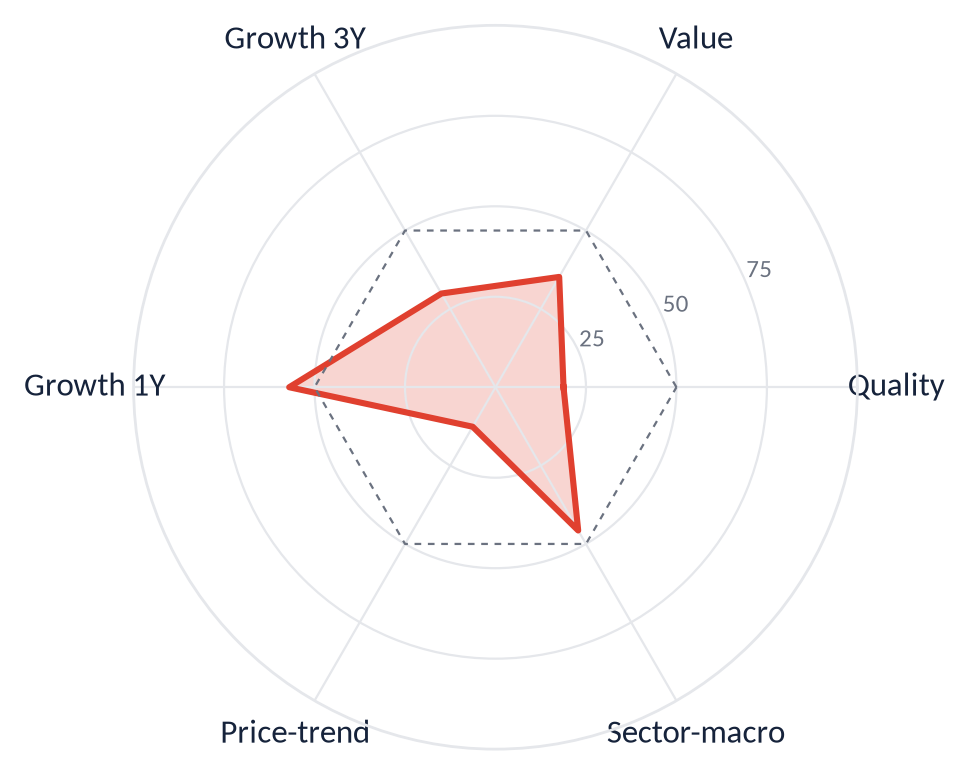 Growth 3Y
Value
75
50
25
Growth 1Y
Quality
Price-trend
Sector-macro